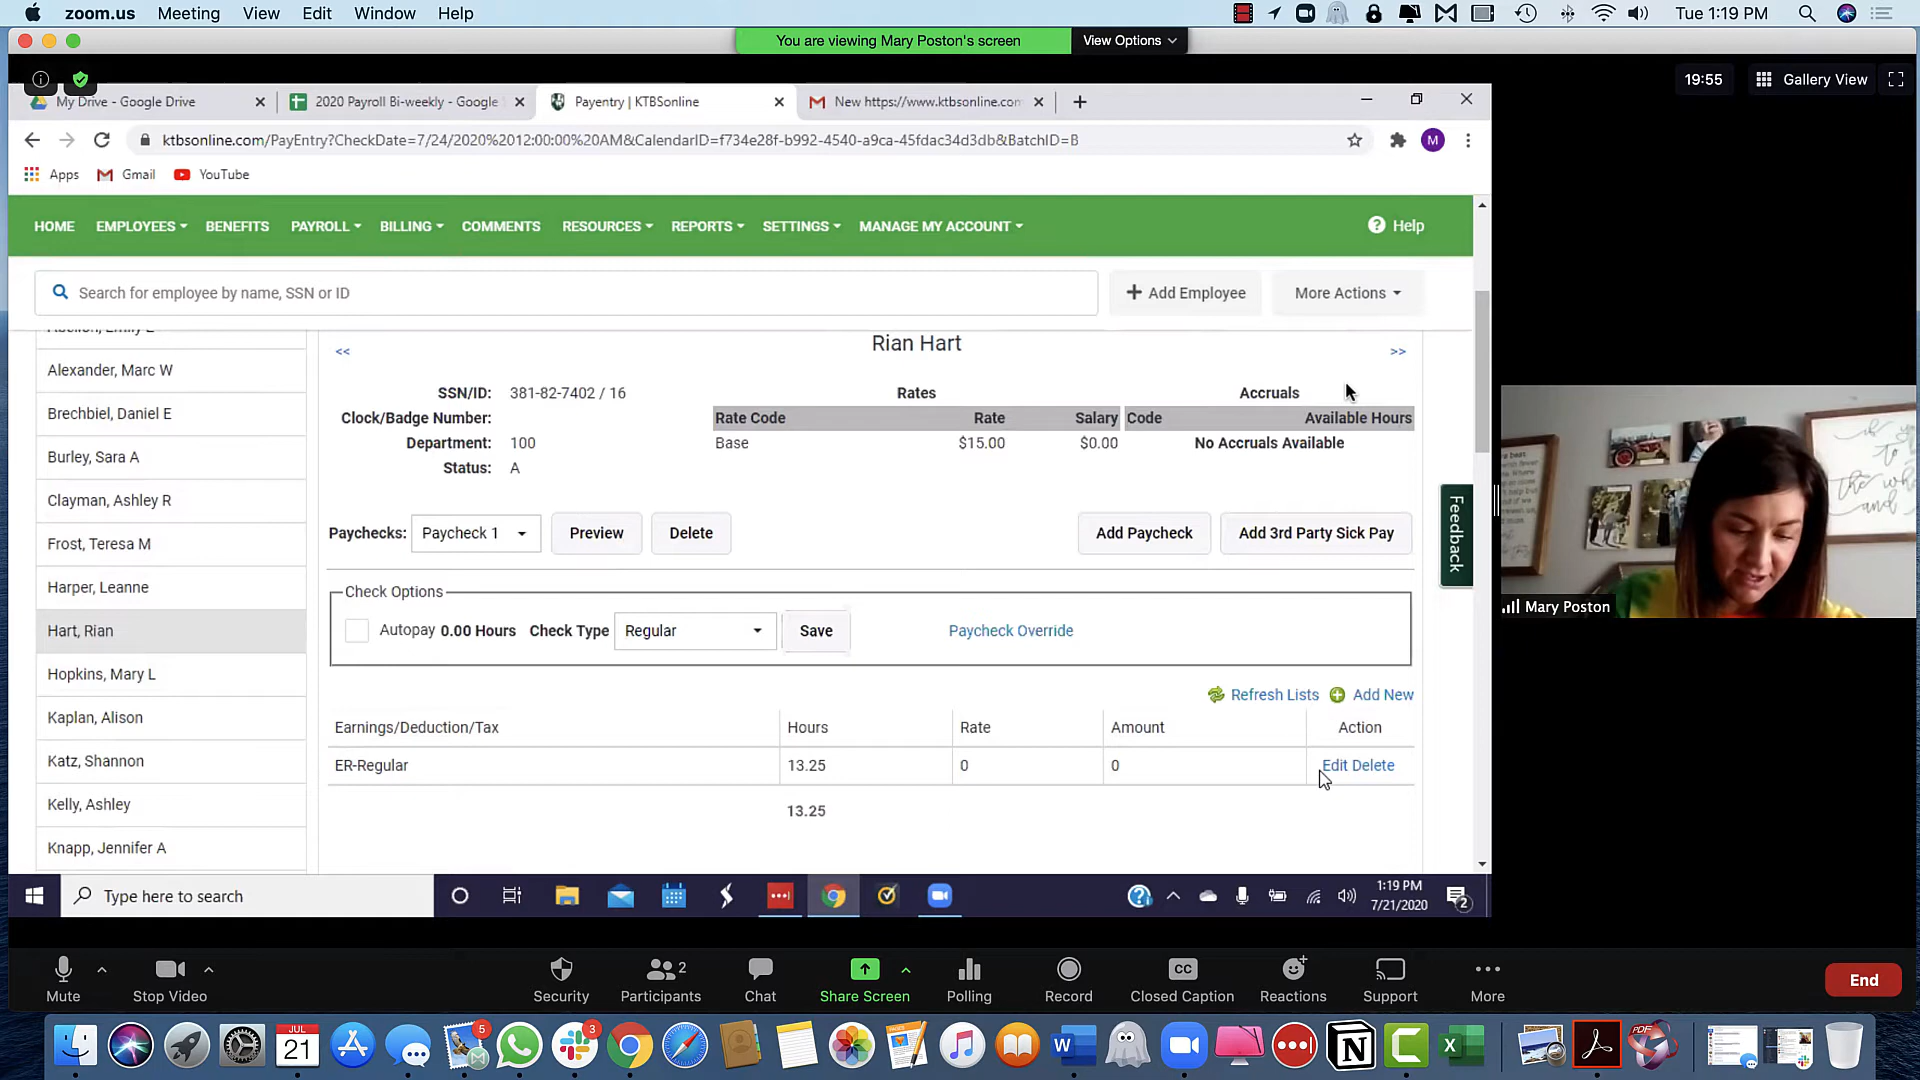 zoom.us Meeting View Edit Window Help Tue 1:19 PM
You are viewing Mary Poston's screen View Options
19:55 Gallery View
My Drive - Google Drive 2020 Payroll Bi-weekly - Google Payentry | KTBSonline New https://www.ktbsonline.com
ktbsonline.com/PayEntry?CheckDate=7/24/2020%2012:00:00%20AM&CalendarID=f734e28f-b992-4540-a9ca-45fdac34d3db&BatchID=B
M
Apps Gmail YouTube
HOME EMPLOYEES BENEFITS PAYROLL BILLING COMMENTS RESOURCES REPORTS SETTINGS MANAGE MY ACCOUNT Help
Search for employee by name, SSN or ID + Add Employee More Actions
Alexander, Marc W
Brechbiel, Daniel E
Burley, Sara A
Clayman, Ashley R
Frost, Teresa M
Harper, Leanne
Hart, Rian
Hopkins, Mary L
Kaplan, Alison
Katz, Shannon
Kelly, Ashley
Knapp, Jennifer A
<< Rian Hart >>
SSN/ID: 381-82-7402 / 16 Rates Accruals
Clock/Badge Number: Rate Code Rate Salary Code Available Hours
Department: 100 Base $15.00 $0.00 No Accruals Available
Status: A
Paychecks: Paycheck 1 Preview Delete Add Paycheck Add 3rd Party Sick Pay
Feedback
Check Options
Autopay 0.00 Hours Check Type Regular Save Paycheck Override
Refresh Lists Add New
Earnings/Deduction/Tax Hours Rate Amount Action
ER-Regular 13.25 0 0 Edit Delete
13.25
Mary Poston
Type here to search 1:19 PM
7/21/2020 2
Mute Stop Video Security Participants 2 Chat Share Screen Polling Record CC Closed Caption Reactions Support More End
JUL
21 5 3